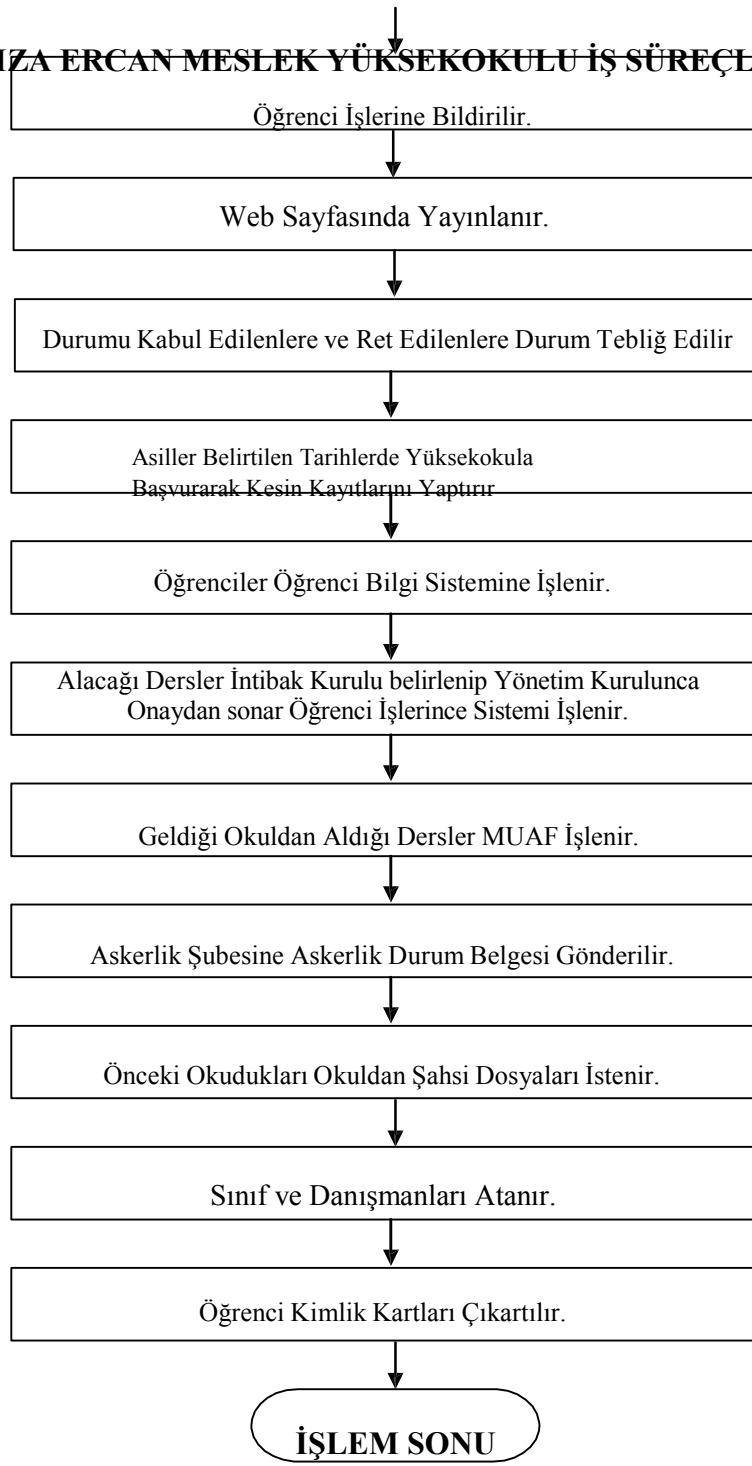 ERCAN MESLEK YÜKSEKOKULU İŞ
Öğrenci İşlerine Bildirilir.
Web Sayfasında Yayınlanır.
Durumu Kabul Edilenlere ve Ret Edilenlere Durum Tebliğ Edilir
Asiller Belirtilen Tarihlerde Yüksekokula
Başvurarak Kesin Kayıtlarını Yaptırır
Öğrenciler Öğrenci Bilgi Sistemine İşlenir.
Alacağı Dersler İntibak Kurulu belirlenip Yönetim Kurulunca
Onaydan sonar Öğrenci İşlerince Sistemi İşlenir.
Geldiği Okuldan Aldığı Dersler MUAF İşlenir.
Askerlik Şubesine Askerlik Durum Belgesi Gönderilir.
Önceki Okudukları Okuldan Şahsi Dosyaları İstenir.
Sınıf ve Danışmanları Atanır.
Öğrenci Kimlik Kartları Çıkartılır.
İŞLEM SONU